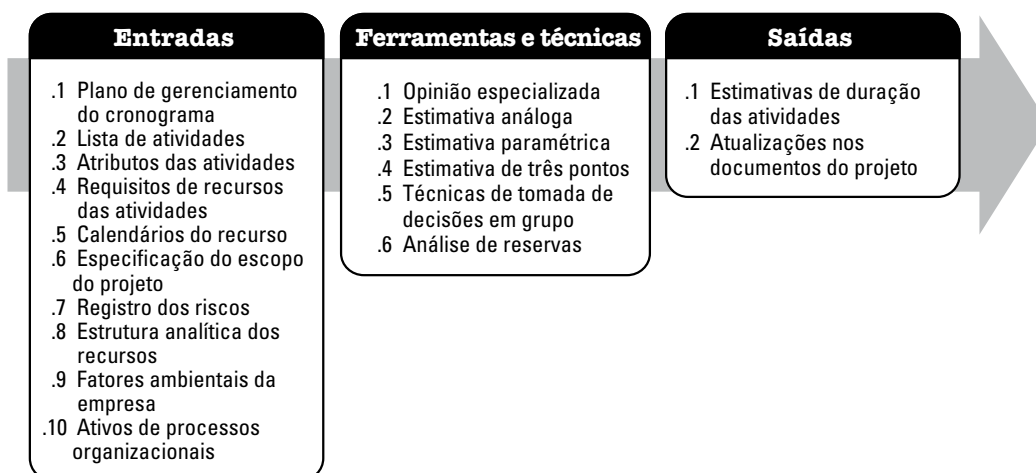 Entradas
.1 Plano de gerenciamento
do cronograma
.2 Lista de atividades
.3 Atributos das atividades
.4 Requisitos de recursos
das atividades
.5 Calendários do recurso
.6 Especificação do escopo
do projeto
.7 Registro dos riscos
.8 Estrutura analítica dos
recursos
.9 Fatores ambientais da
empresa
.10 Ativos de processos
organizacionais
Ferramentas e técnicas
.1 Opinião especializada
.2 Estimativa análoga
.3 Estimativa paramétrica
.4 Estimativa de três pontos
.5 Técnicas de tomada de
decisões em grupo
.6 Análise de reservas
Saídas
.1 Estimativas de duração
das atividades
.2 Atualizações nos
documentos do projeto